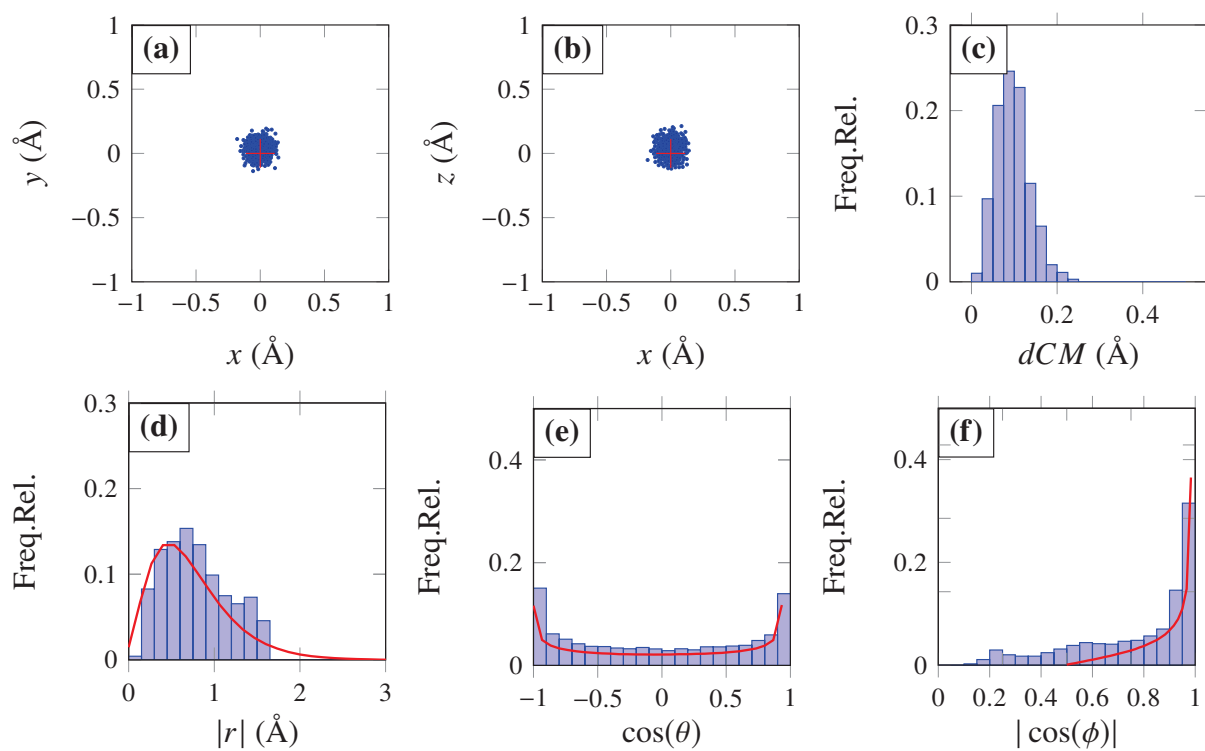 (a)
1
0.5
0
−0.5
−1
−1 −0.5 0 0.5 1
y (Å)
x (Å)
(b)
1
0.5
0
−0.5
−1
−1 −0.5 0 0.5 1
z (Å)
x (Å)
(c)
0.3
0.2
0.1
0
0 0.2 0.4
Freq.Rel.
dCM (Å)
(d)
0.3
0.2
0.1
0
0 1 2 3
Freq.Rel.
|r| (Å)
(e)
0.4
0.2
0
−1 −0.5 0 0.5 1
Freq.Rel.
cos(θ)
(f)
0.4
0.2
0
0 0.2 0.4 0.6 0.8 1
Freq.Rel.
| cos(ϕ)|